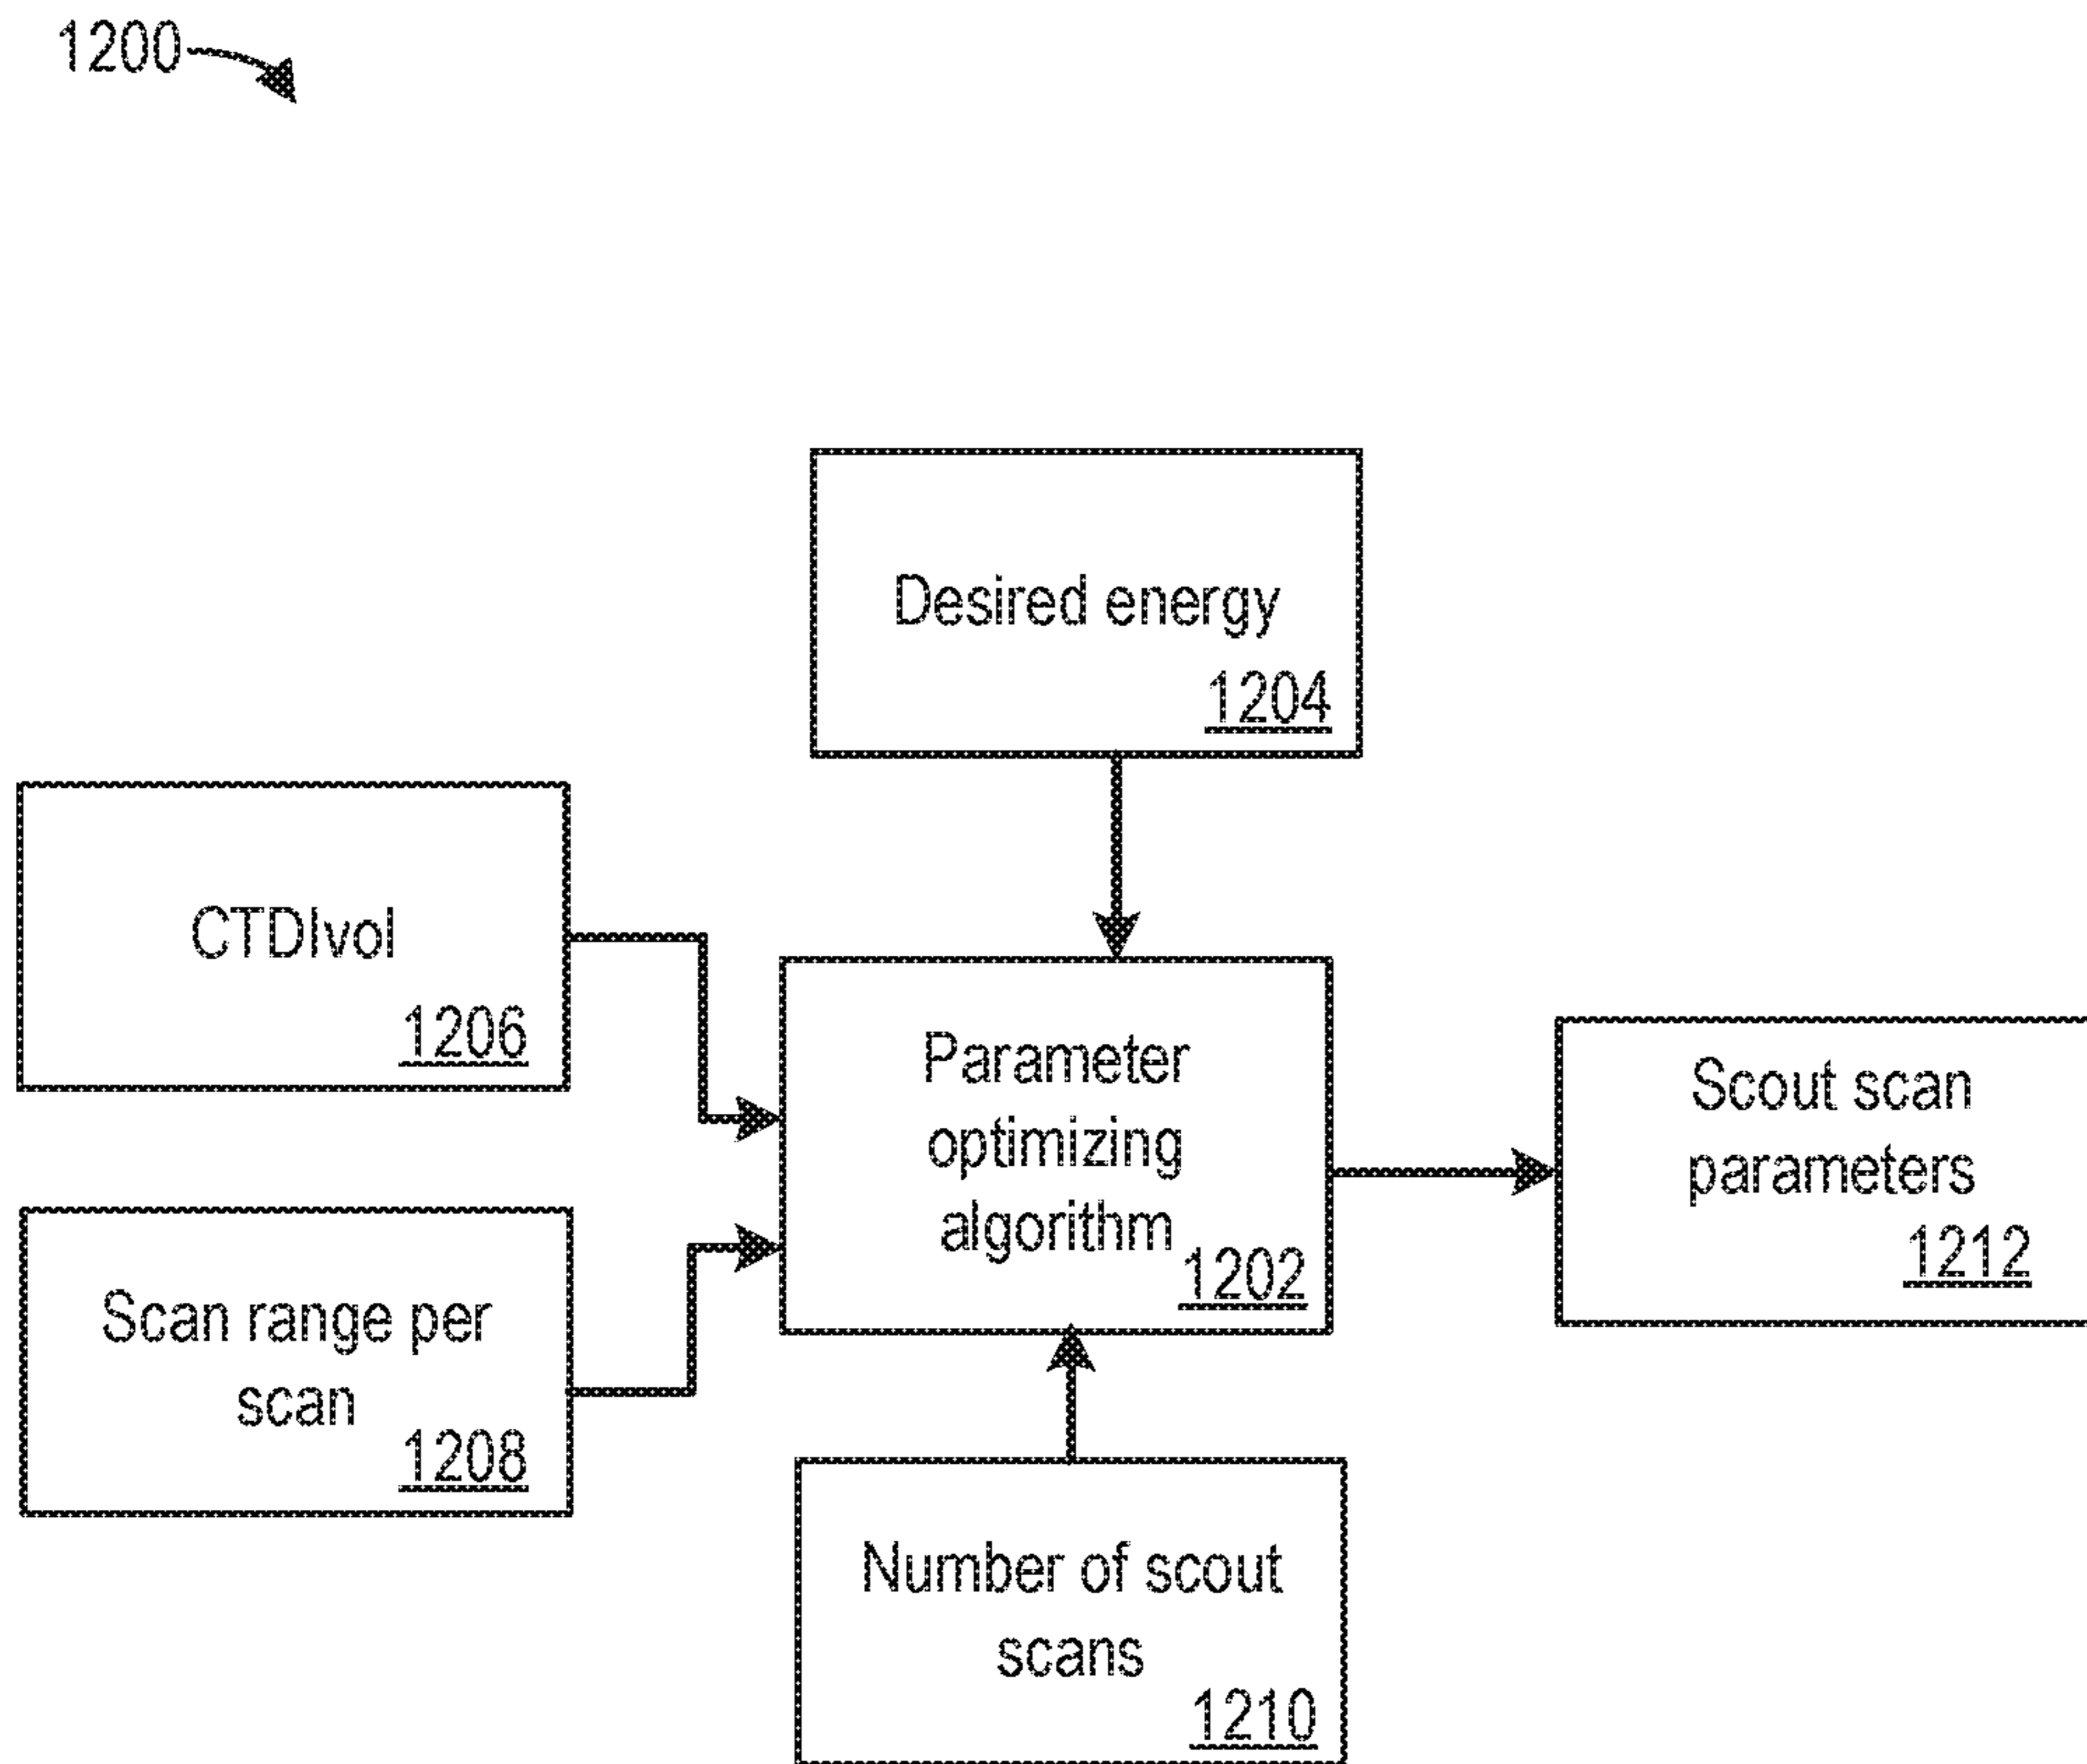 1200
Desired energy
1204
CTDIvol
1206
Parameter
optimizing
algorithm
1202
Scout scan
parameters
1212
Scan range per
scan
1208
Number of scout
scans
1210